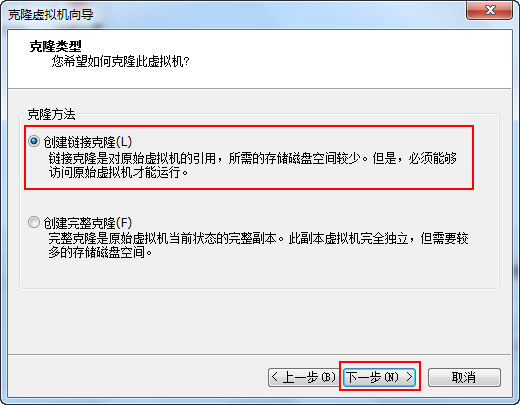 克隆虚拟机向导
克隆类型
您希望如何克隆此虚拟机?
克隆方法
创建链接克隆(L)
链接克隆是对原始虚拟机的引用，所需的存储磁盘空间较少。但是，必须能够
访问原始虚拟机才能运行。
创建完整克隆(F)
完整克隆是原始虚拟机当前状态的完整副本。此副本虚拟机完全独立，但需要较
多的存储磁盘空间。
< 上一步(B) 下一步(N) > 取消